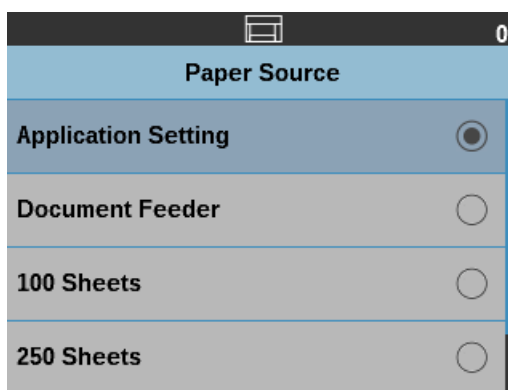 0
Paper Source
Application Setting
Document Feeder
100 Sheets
250 Sheets